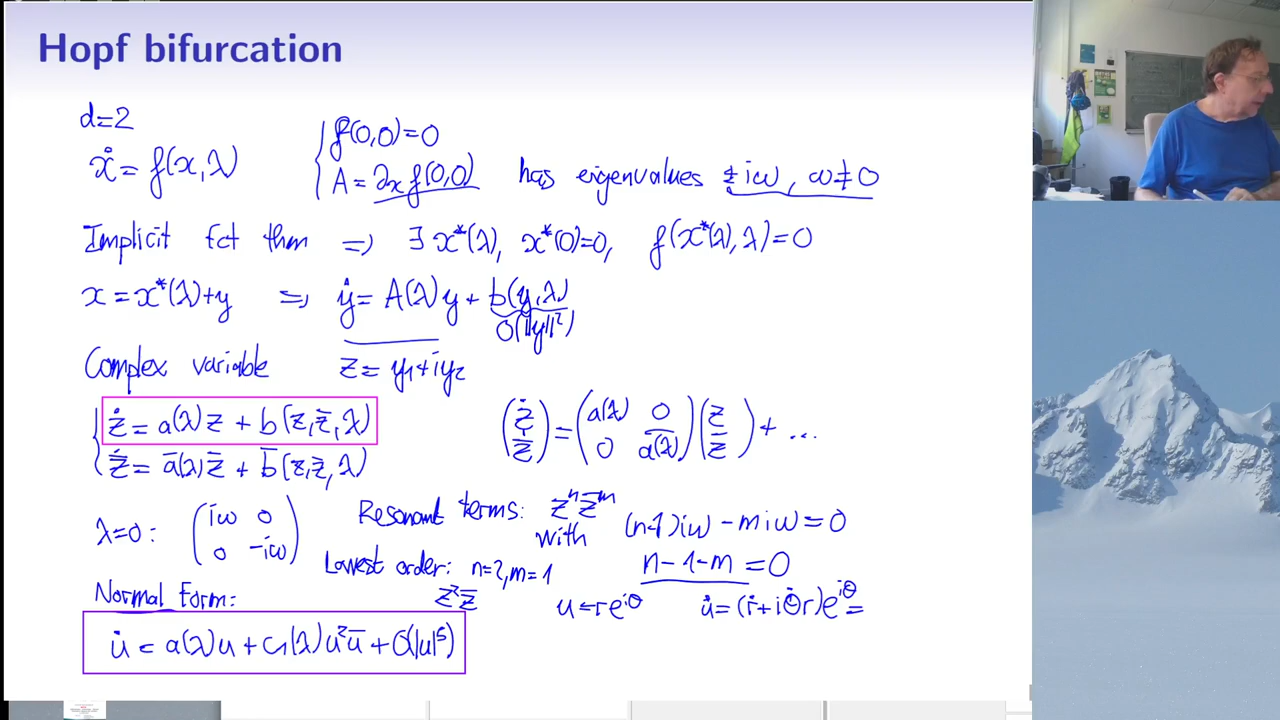 Hopf bifurcation
d=2
ẋ = f(x,λ)
{ f(0,0)=0
A = ∂ₓf(0,0) has eigenvalues ±iω, ω≠0
Implicit fct thm ⇒ ∃ x*(λ), x*(0)=0, f(x*(λ),λ)=0
x = x*(λ)+y ⇒ ẏ = A(λ)y + b(y,λ)
O(‖y‖²)
Complex variable z = y₁+iy₂
{ ż = a(λ)z + b(z,z̄,λ)
z̄̇ = ā(λ)z̄ + b̄(z,z̄,λ)
(ż z̄̇) = (a(λ) 0 0 ā(λ)) (z z̄) + ...
λ=0: (iω 0 0 -iω)
Resonant terms: zⁿz̄ᵐ with (n-1)iω - miω = 0
Lowest order: n=2, m=1 n-1-m = 0
z²z̄
Normal Form:
u = re^{iθ} u̇ = (ṙ+iθ̇r)e^{iθ} =
u̇ = a(λ)u + c₁(λ)u²ū + O(|u|⁵)